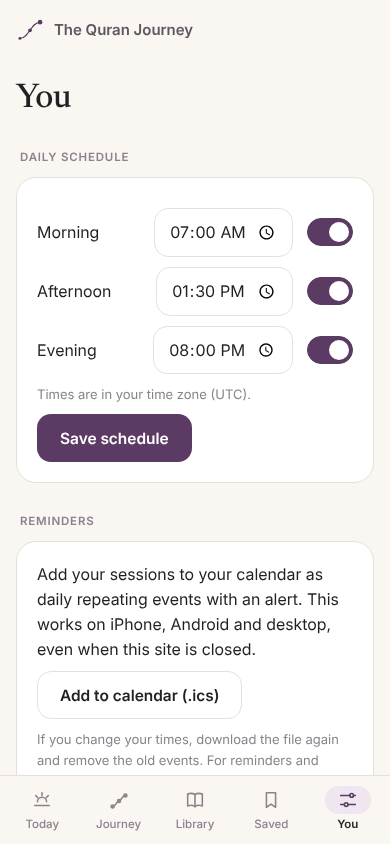 The Quran Journey
You
DAILY SCHEDULE
Morning 07:00 AM
Afternoon 01:30 PM
Evening 08:00 PM
Times are in your time zone (UTC).
Save schedule
REMINDERS
Add your sessions to your calendar as
daily repeating events with an alert. This
works on iPhone, Android and desktop,
even when this site is closed.
Add to calendar (.ics)
If you change your times, download the file again
and remove the old events. For reminders and
Today Journey Library Saved You